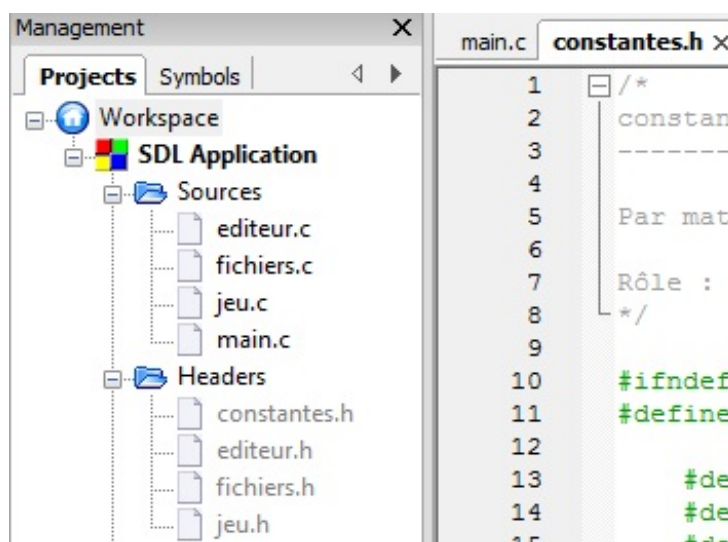 Management
Projects
Symbols
Workspace
SDL Application
Sources
editeur.c
fichiers.c
jeu.c
main.c
Headers
constantes.h
editeur.h
fichiers.h
jeu.h
main.c
constantes.h
1 /*
2 constan
3 -------
4
5 Par mat
6
7 Rôle :
8 */
9
10 #ifndef
11 #define
12
13 #de
14 #de
15 #de